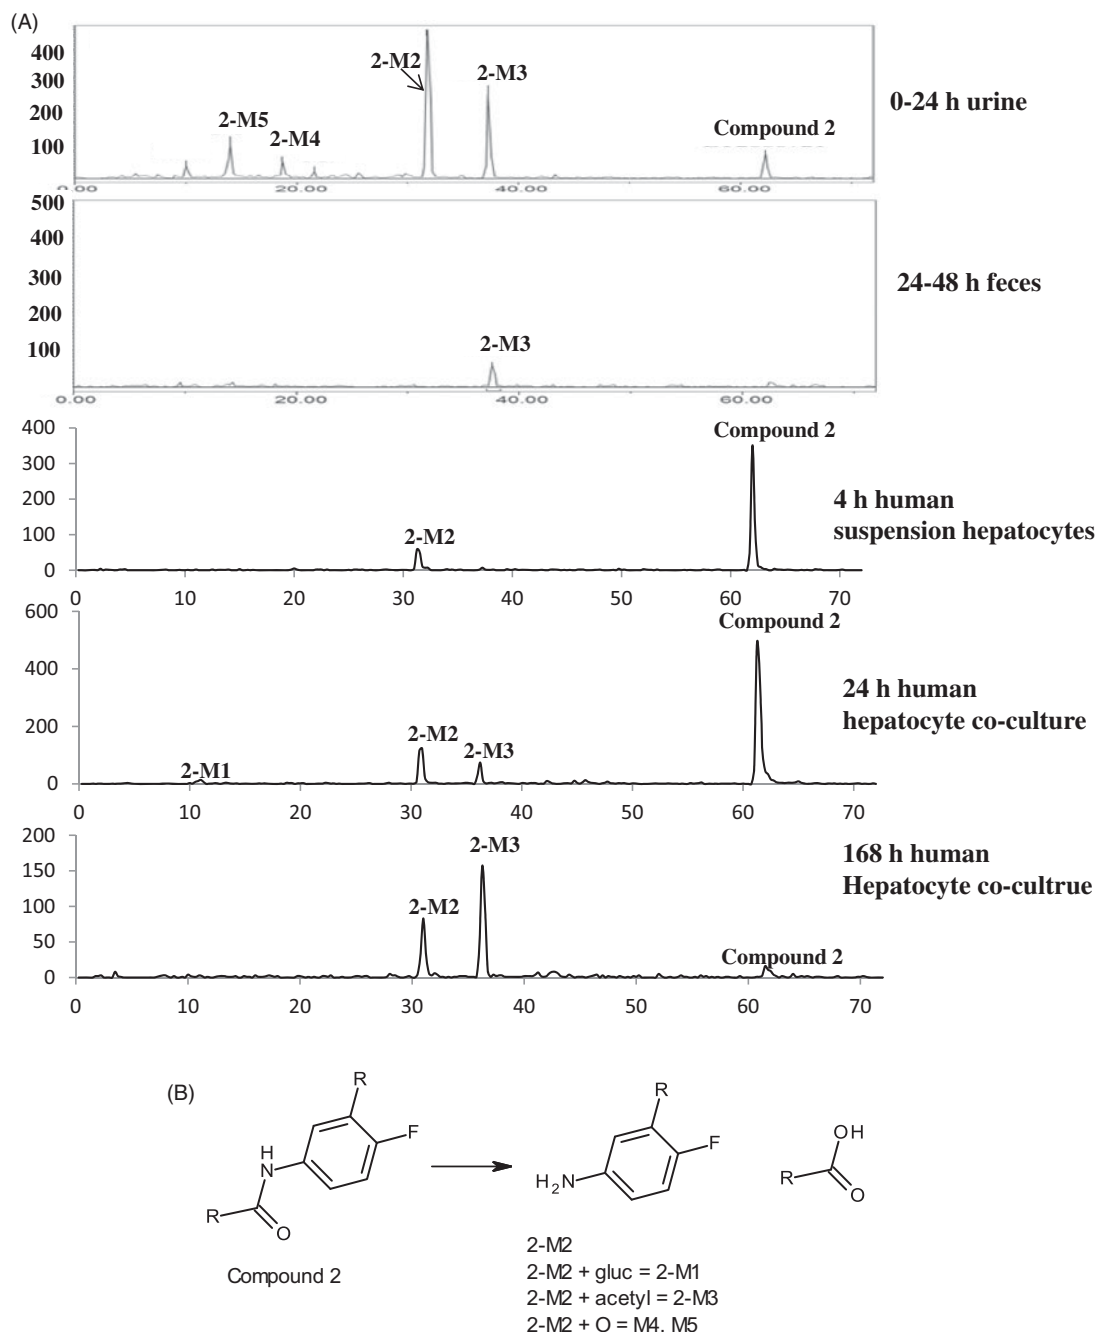 (A)
400
300
200
100
2-M5
2-M4
2-M2
2-M3
Compound 2
0-24 h urine
0.00
20.00
40.00
60.00
500
400
300
200
100
2-M3
24-48 h feces
0.00
20.00
40.00
60.00
400
300
200
100
0
2-M2
Compound 2
4 h human
suspension hepatocytes
0 10 20 30 40 50 60 70
600
400
200
0
2-M1
2-M2
2-M3
Compound 2
24 h human
hepatocyte co-culture
0 10 20 30 40 50 60 70
200
150
100
50
0
2-M2
2-M3
Compound 2
168 h human
Hepatocyte co-cultrue
0 10 20 30 40 50 60 70
(B)
R
F
H
N
R
O
Compound 2
R
F
H2N
OH
R
O
2-M2
2-M2 + gluc = 2-M1
2-M2 + acetyl = 2-M3
2-M2 + O = M4, M5